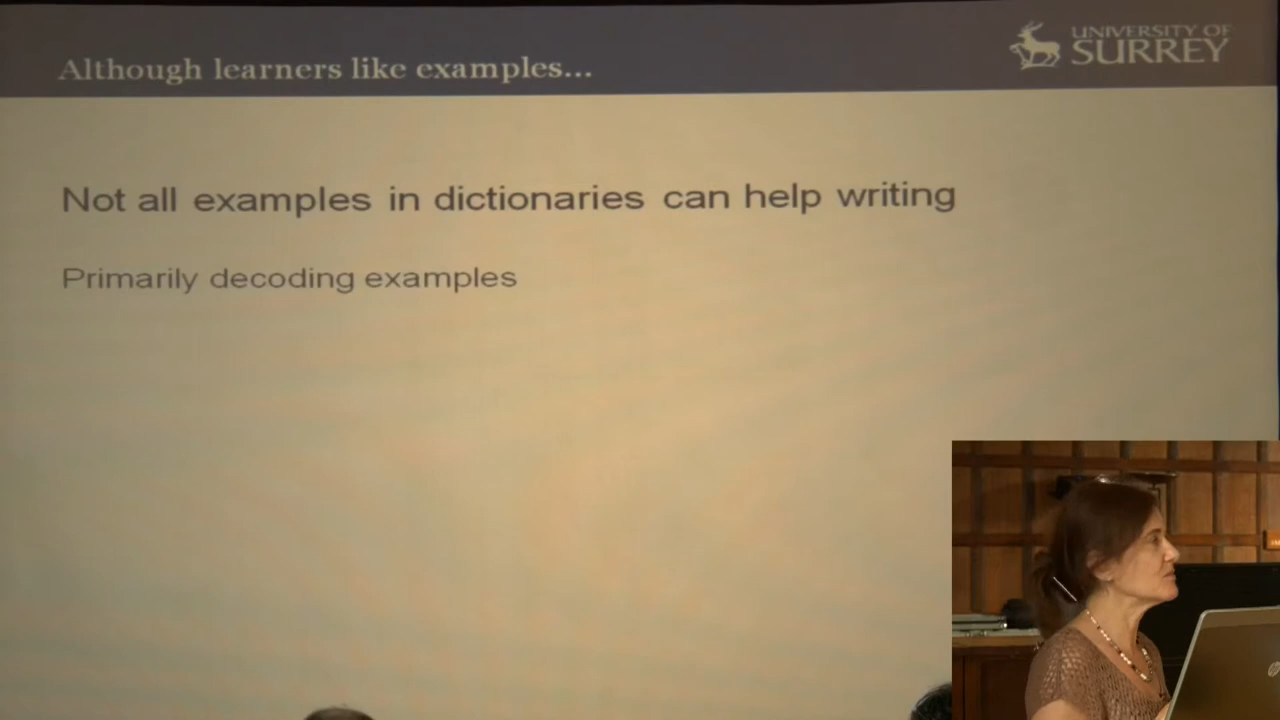 Although learners like examples...
UNIVERSITY OF
SURREY
Not all examples in dictionaries can help writing
Primarily decoding examples